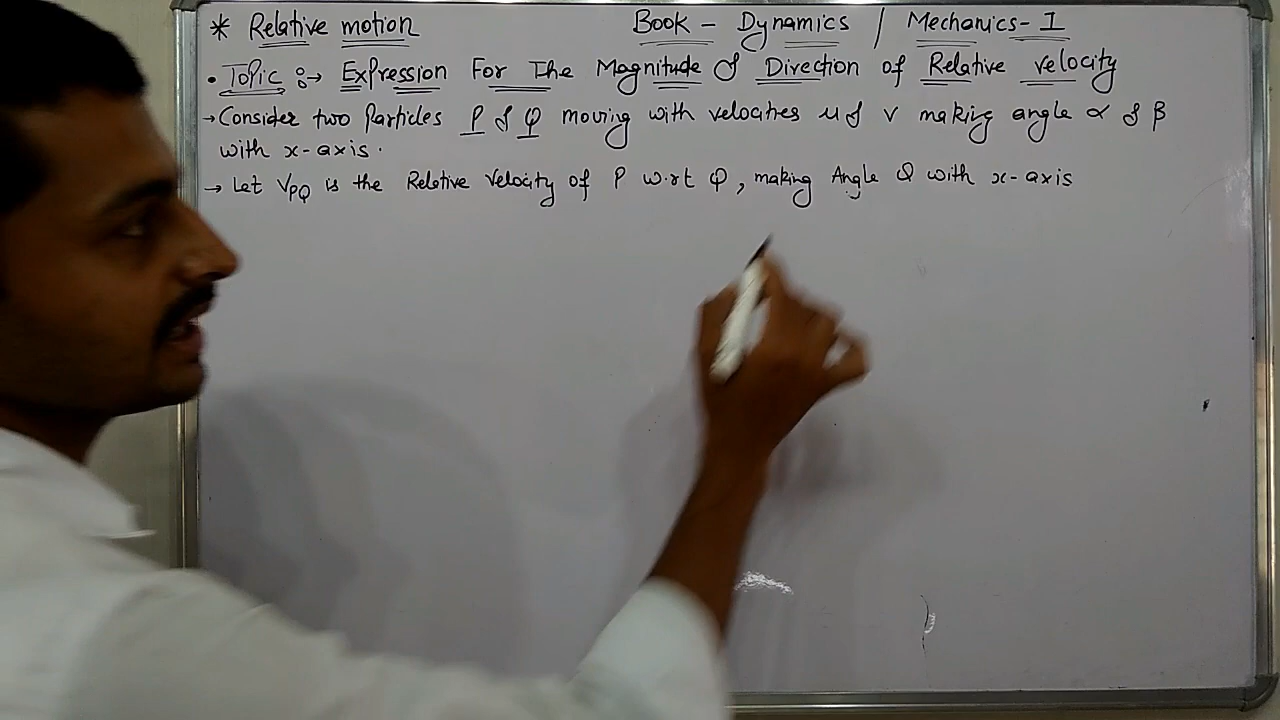 * Relative motion Book - Dynamics / Mechanics-I
• Topic :→ Expression For The Magnitude & Direction of Relative velocity
→ Consider two Particles P & Q moving with velocities u & v making angle α & β
with x-axis.
→ Let VPQ is the Relative Velocity of P w.r.t Q, making Angle θ with x-axis